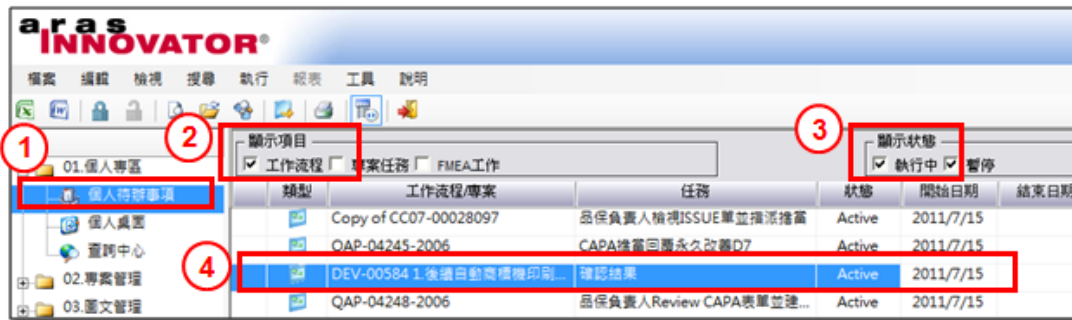 aras
INNOVATOR®
檔案 編輯 檢視 搜尋 執行 報表 工具 說明
1
2
3
4
顯示項目
顯示狀態
工作流程 專案任務 FMEA工作
執行中 暫停
01.個人專區
個人待辦事項
個人桌面
查詢中心
02.專案管理
03.圖文管理
類型 工作流程/專案 任務 狀態 開始日期 結束日期
Copy of CC07-00028097 品保負責人檢視ISSUE單並指派擔當 Active 2011/7/15
QAP-04245-2006 CAPA擔當回覆永久改善D7 Active 2011/7/15
DEV-00584 1.後續自動商標機印刷... 確認結果 Active 2011/7/15
QAP-04248-2006 品保負責人Review CAPA表單並建... Active 2011/7/15